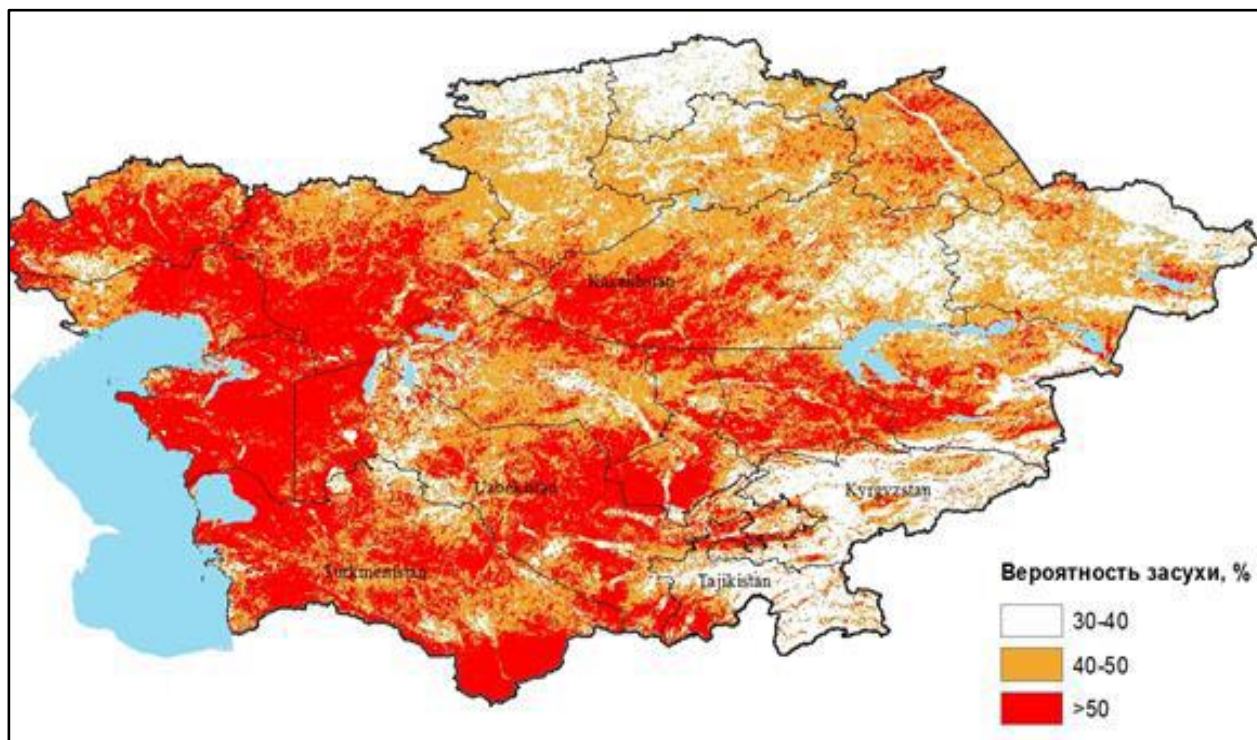 Kazakhstan
Uzbekistan
Kyrgyzstan
Turkmenistan
Tajikistan
Вероятность засухи, %
30-40
40-50
>50